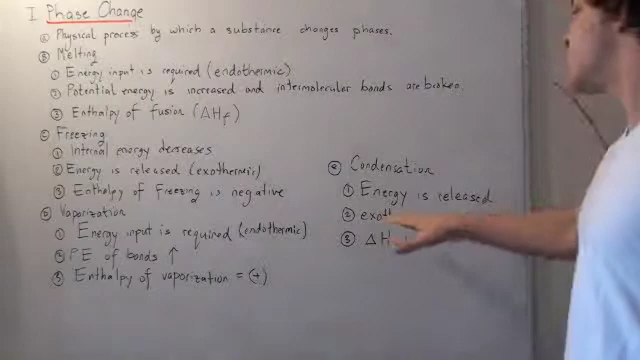 I Phase Change
Ⓐ Physical process by which a substance changes phases.
Ⓑ Melting
① Energy input is required (endothermic)
② Potential energy is increased and intermolecular bonds are broken.
③ Enthalpy of fusion (ΔHf)
Ⓒ Freezing
① Internal energy decreases
② Energy is released (exothermic)
③ Enthalpy of Freezing is negative
Ⓓ Vaporization
① Energy input is required (endothermic)
② PE of bonds ↑
③ Enthalpy of vaporization = (+)
Ⓔ Condensation
① Energy is released
②
③ ΔH